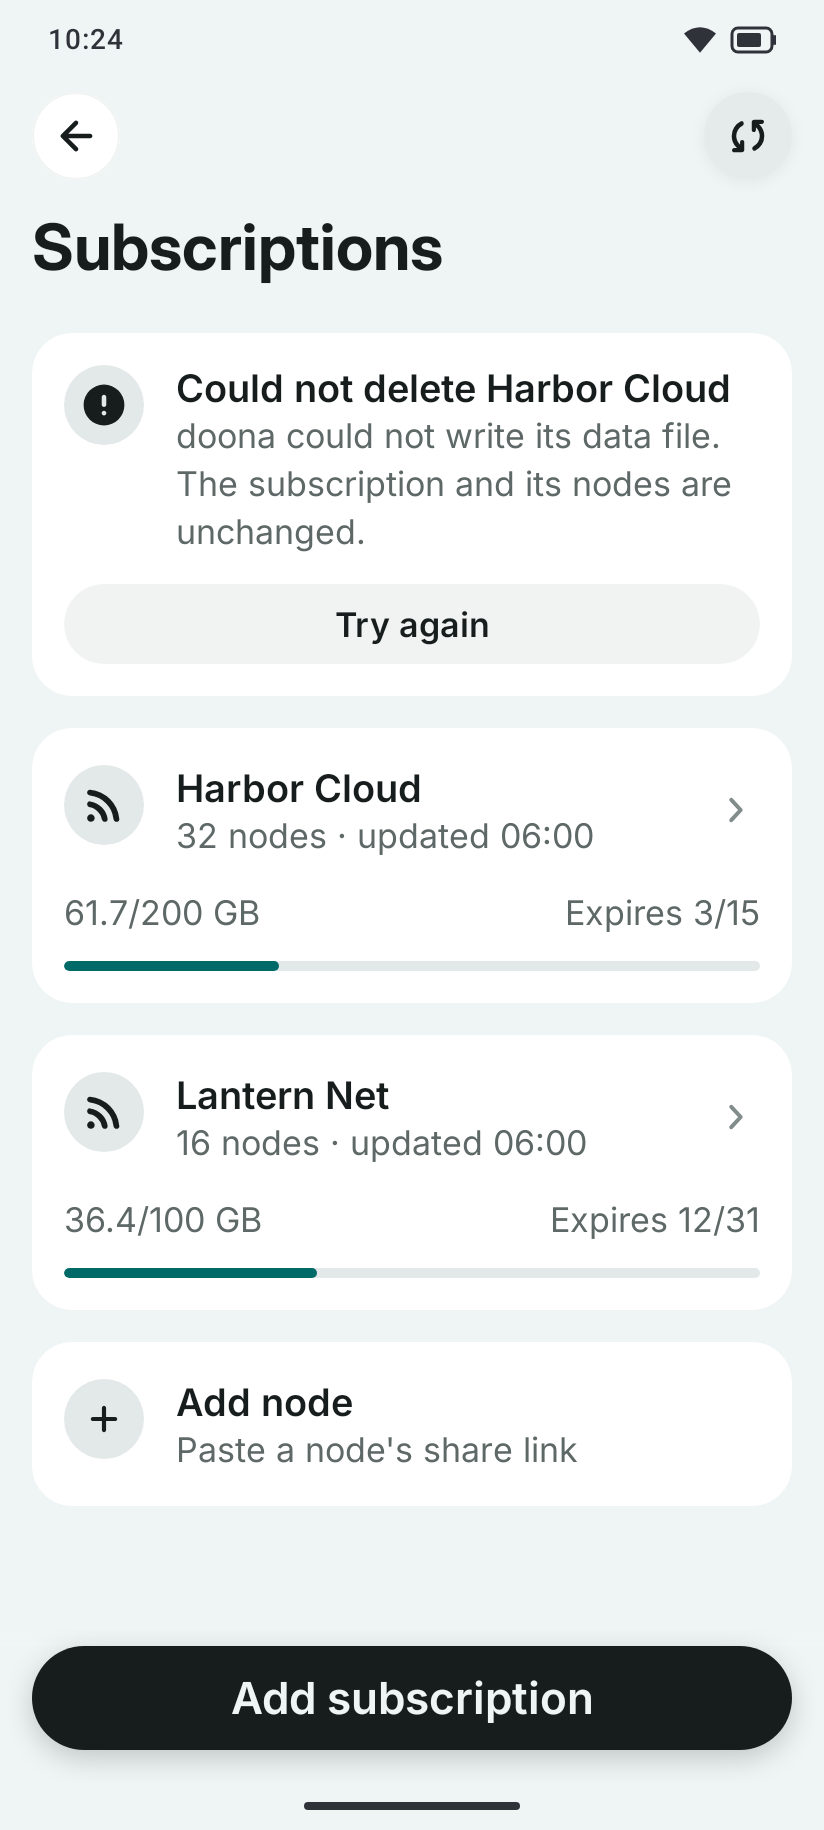 10:24
Subscriptions
Could not delete Harbor Cloud
doona could not write its data file.
The subscription and its nodes are
unchanged.
Try again
Harbor Cloud
32 nodes · updated 06:00
61.7/200 GB
Expires 3/15
Lantern Net
16 nodes · updated 06:00
36.4/100 GB
Expires 12/31
Add node
Paste a node's share link
Add subscription